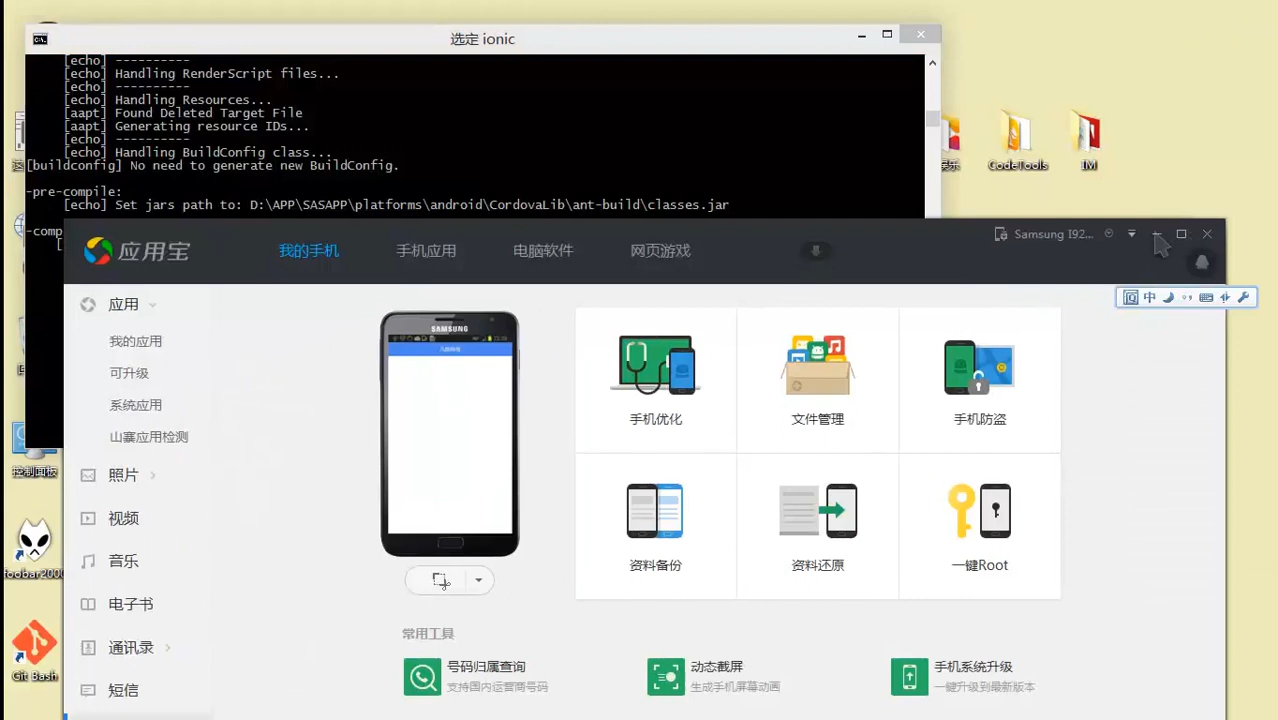 选定 ionic
[echo] ----------
[echo] Handling RenderScript files...
[echo] ----------
[echo] Handling Resources...
[aapt] Found Deleted Target File
[aapt] Generating resource IDs...
[echo] ----------
[echo] Handling BuildConfig class...
[buildconfig] No need to generate new BuildConfig.
-pre-compile:
[echo] Set jars path to: D:\APP\SASAPP\platforms\android\CordovaLib\ant-build\classes.jar
-comp
[
CodeTools
IM
应用宝
我的手机
手机应用
电脑软件
网页游戏
Samsung I92...
中
应用
我的应用
可升级
系统应用
山寨应用检测
照片
视频
音乐
电子书
通讯录
短信
SAMSUNG
手机优化
文件管理
手机防盗
资料备份
资料还原
一键Root
常用工具
号码归属查询
支持国内运营商号码
动态截屏
生成手机屏幕动画
手机系统升级
一键升级到最新版本
控制面板
foobar2000
Git Bash